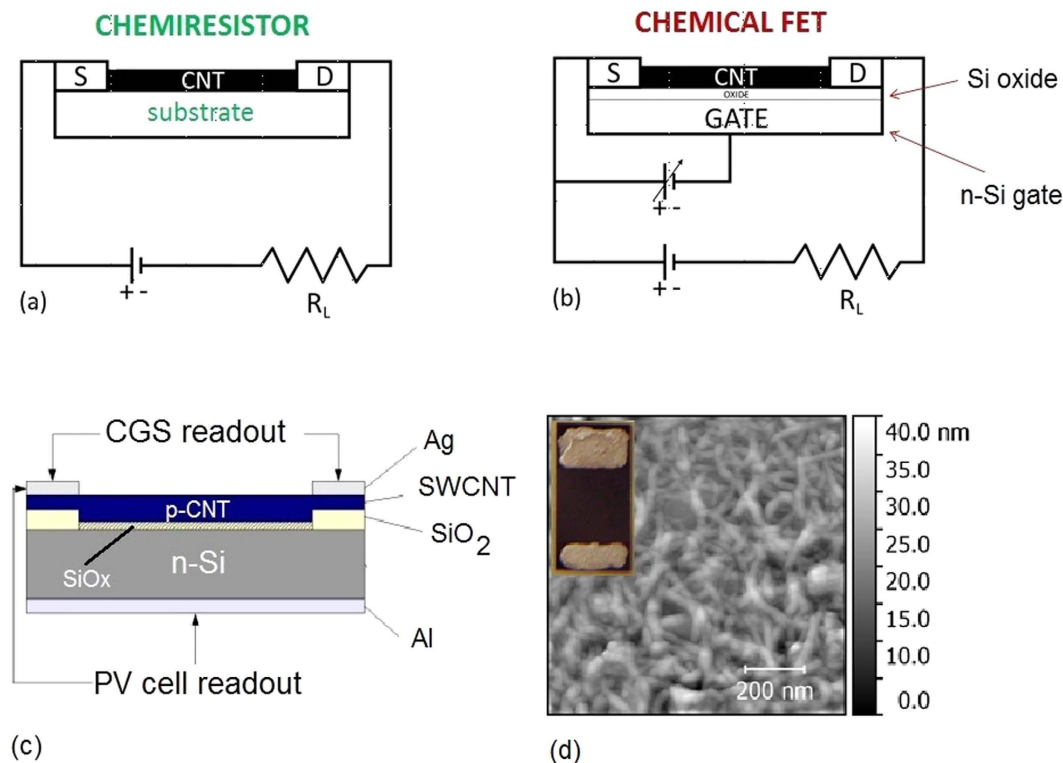 CHEMIRESISTOR
S CNT D
substrate
+ -
R_L
(a)
CHEMICAL FET
S CNT D
OXIDE
GATE
Si oxide
n-Si gate
+ -
+ -
R_L
(b)
CGS readout
Ag
SWCNT
p-CNT
SiO2
n-Si
SiOx
Al
PV cell readout
(c)
40.0 nm
35.0
30.0
25.0
20.0
15.0
10.0
0.0
200 nm
(d)